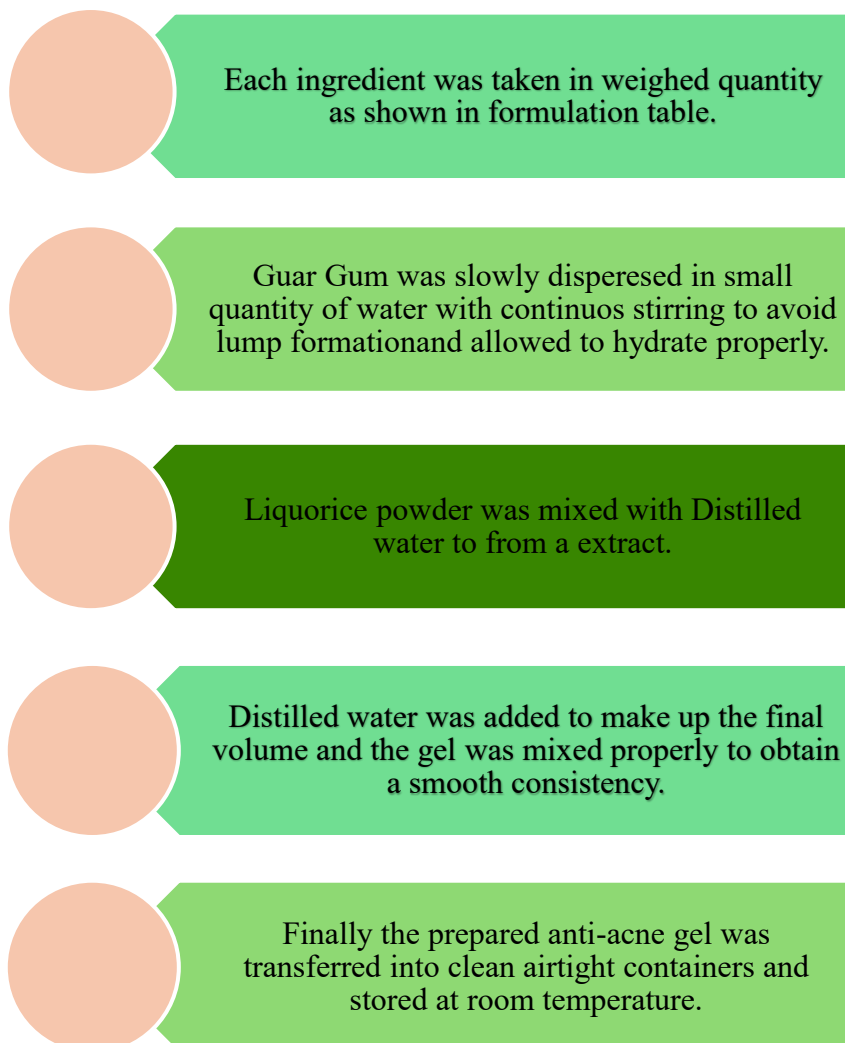 Each ingredient was taken in weighed quantity
as shown in formulation table.
Guar Gum was slowly disperesed in small
quantity of water with continuos stirring to avoid
lump formationand allowed to hydrate properly.
Liquorice powder was mixed with Distilled
water to from a extract.
Distilled water was added to make up the final
volume and the gel was mixed properly to obtain
a smooth consistency.
Finally the prepared anti-acne gel was
transferred into clean airtight containers and
stored at room temperature.